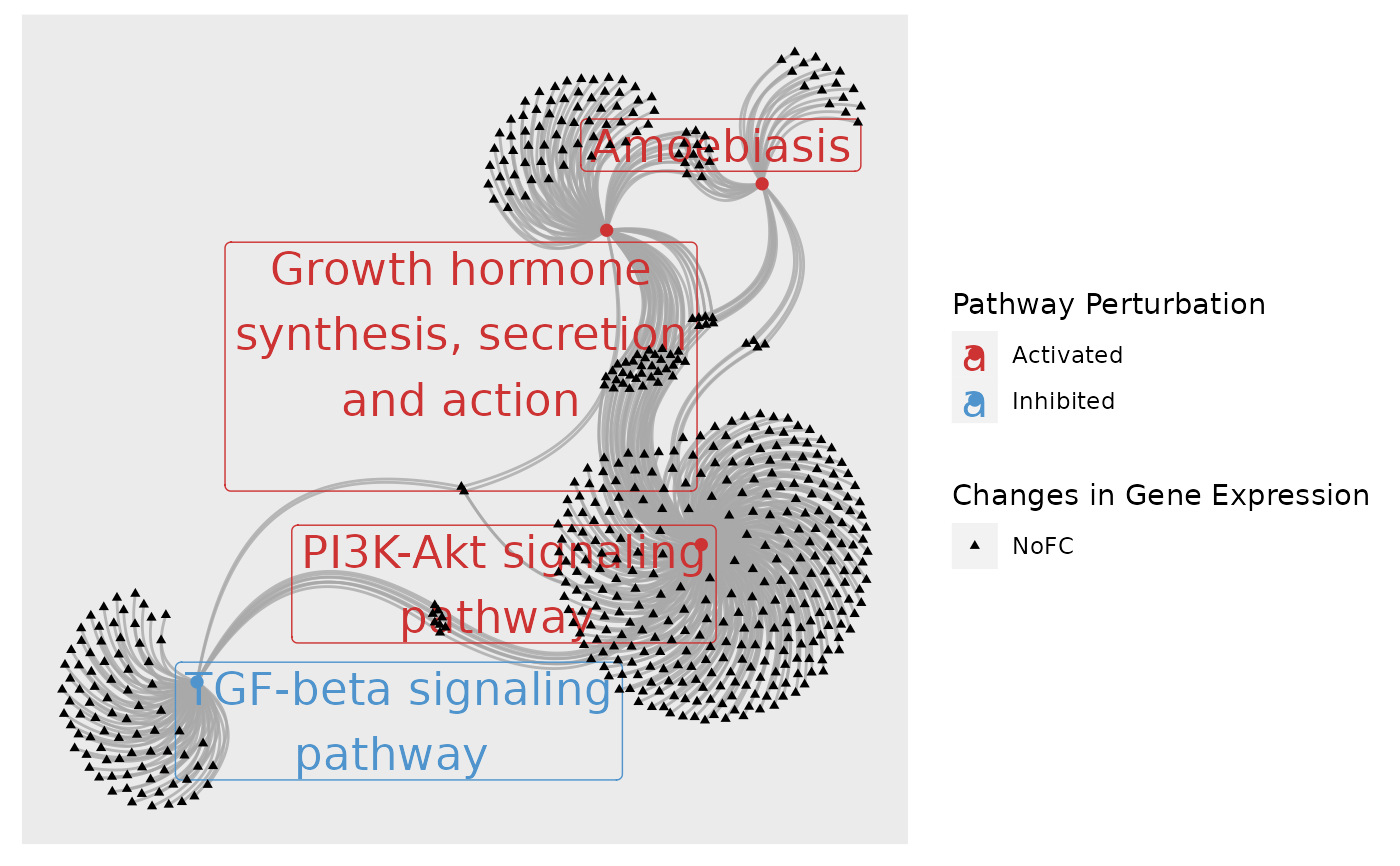 Amoebiasis
Growth hormone
synthesis, secretion
and action
PI3K-Akt signaling
pathway
TGF-beta signaling
pathway
Pathway Perturbation
a Activated
a Inhibited
Changes in Gene Expression
NoFC